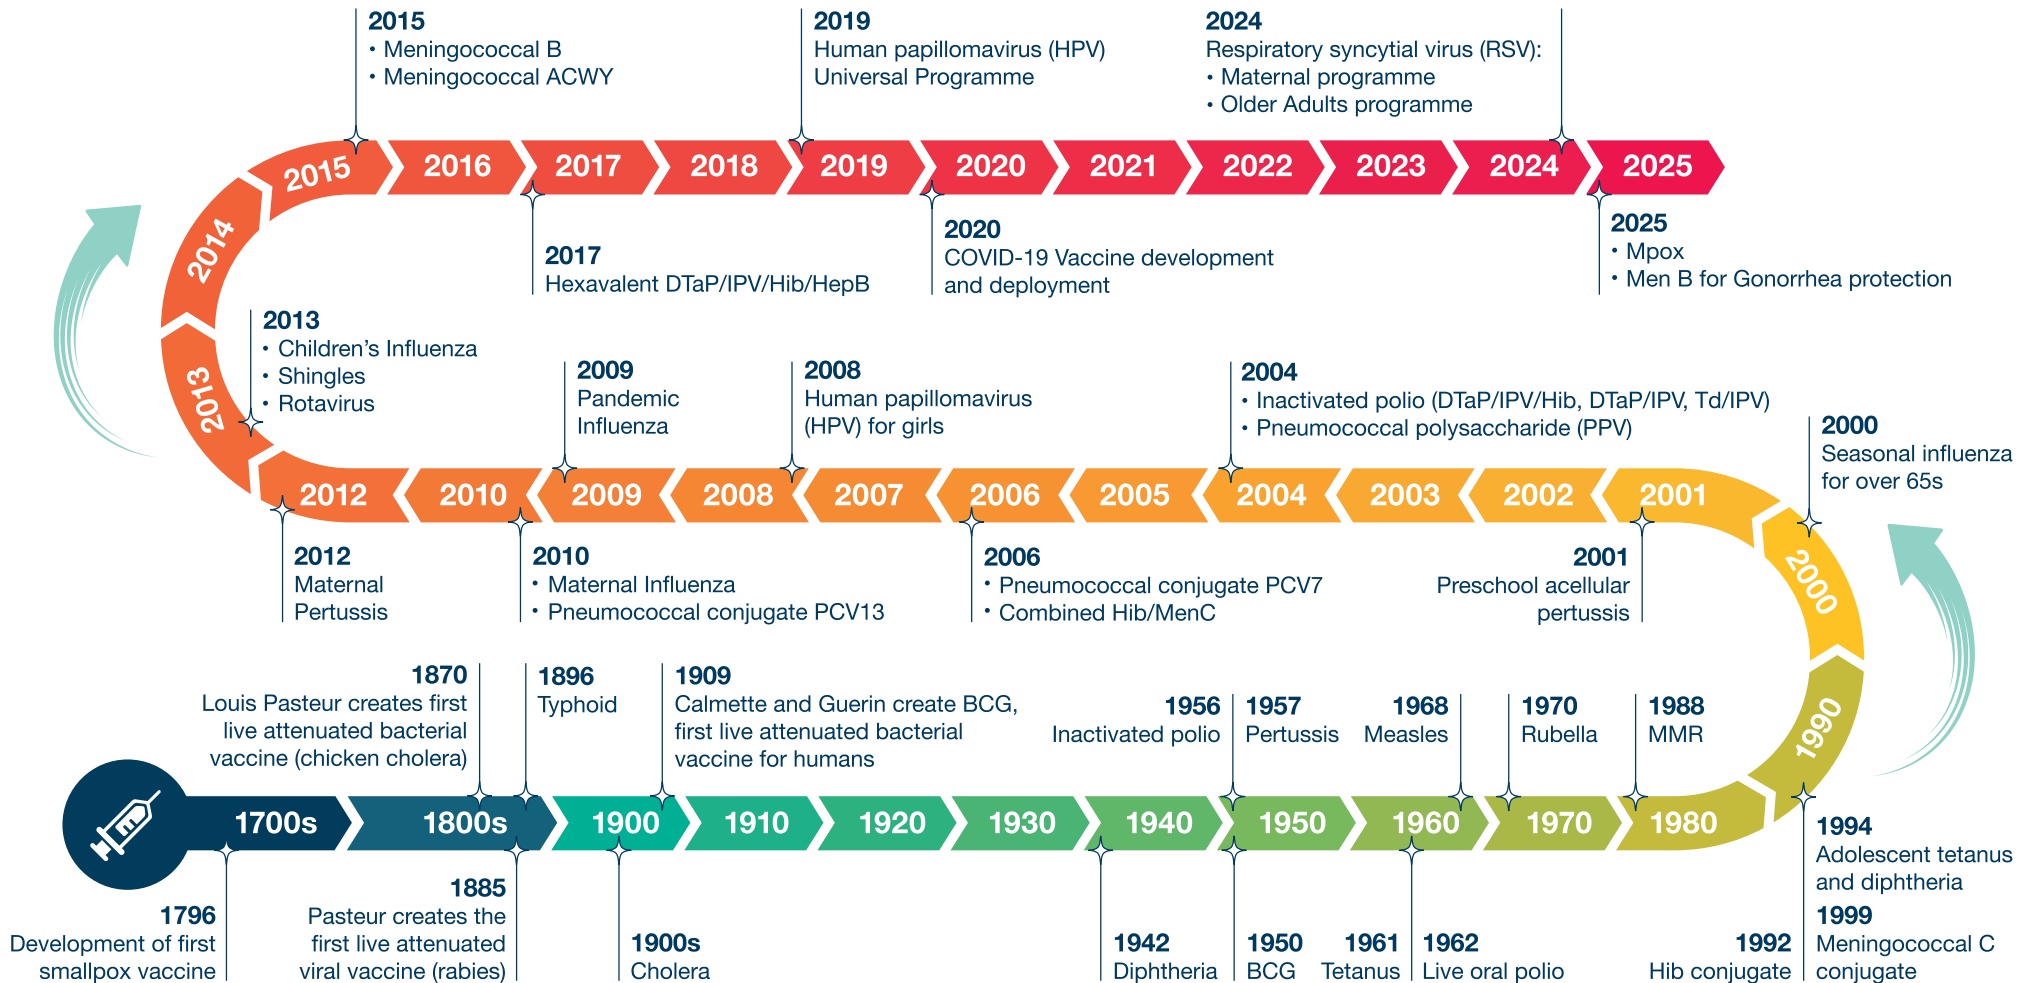 2015
• Meningococcal B
• Meningococcal ACWY
2019
Human papillomavirus (HPV)
Universal Programme
2024
Respiratory syncytial virus (RSV):
• Maternal programme
• Older Adults programme
2015
2016
2017
2018
2019
2020
2021
2022
2023
2024
2025
2017
Hexavalent DTaP/IPV/Hib/HepB
2020
COVID-19 Vaccine development
and deployment
2025
• Mpox
• Men B for Gonorrhea protection
2014
2013
2013
• Children’s Influenza
• Shingles
• Rotavirus
2009
Pandemic
Influenza
2008
Human papillomavirus
(HPV) for girls
2004
• Inactivated polio (DTaP/IPV/Hib, DTaP/IPV, Td/IPV)
• Pneumococcal polysaccharide (PPV)
2000
Seasonal influenza
for over 65s
2012
2010
2009
2008
2007
2006
2005
2004
2003
2002
2001
2000
2012
Maternal
Pertussis
2010
• Maternal Influenza
• Pneumococcal conjugate PCV13
2006
• Pneumococcal conjugate PCV7
• Combined Hib/MenC
2001
Preschool acellular
pertussis
1870
Louis Pasteur creates first
live attenuated bacterial
vaccine (chicken cholera)
1896
Typhoid
1909
Calmette and Guerin create BCG,
first live attenuated bacterial
vaccine for humans
1956
Inactivated polio
1957
Pertussis
1968
Measles
1970
Rubella
1988
MMR
1990
1700s
1800s
1900
1910
1920
1930
1940
1950
1960
1970
1980
1796
Development of first
smallpox vaccine
1885
Pasteur creates the
first live attenuated
viral vaccine (rabies)
1900s
Cholera
1942
Diphtheria
1950
BCG
1961
Tetanus
1962
Live oral polio
1992
Hib conjugate
1994
Adolescent tetanus
and diphtheria
1999
Meningococcal C
conjugate